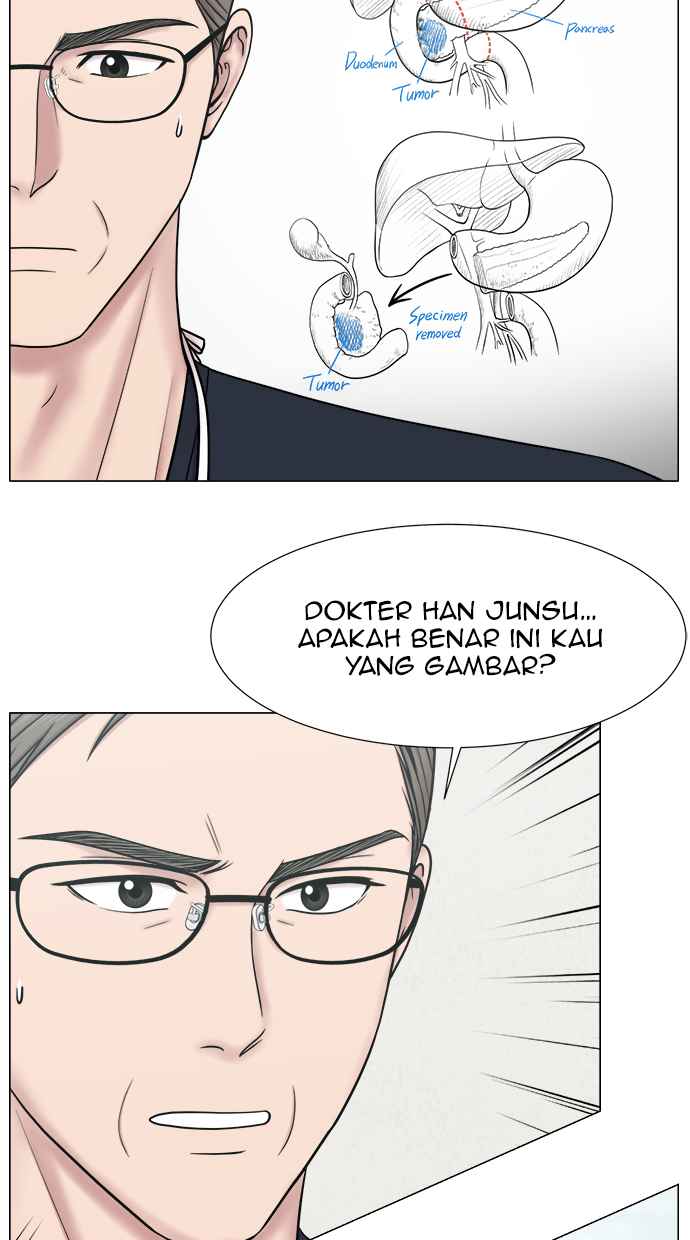 Pancreas
Duodenum
Tumor
Specimen
removed
Tumor
DOKTER HAN JUNSU...
APAKAH BENAR INI KAU
YANG GAMBAR?